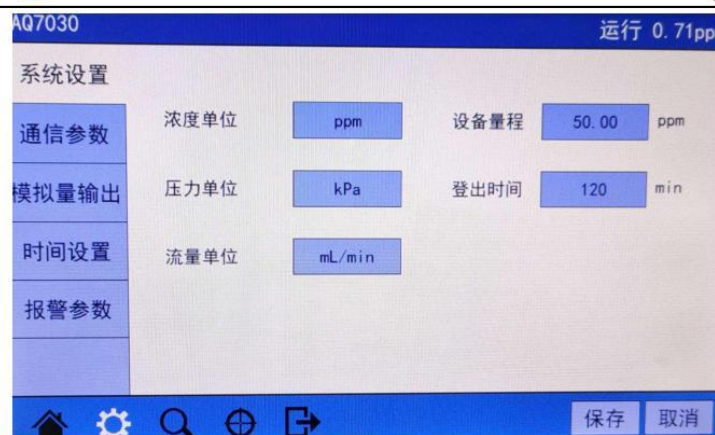 AQ7030
运行 0.71pp
系统设置
通信参数
模拟量输出
时间设置
报警参数
浓度单位 ppm 设备量程 50.00 ppm
压力单位 kPa 登出时间 120 min
流量单位 mL/min
保存 取消